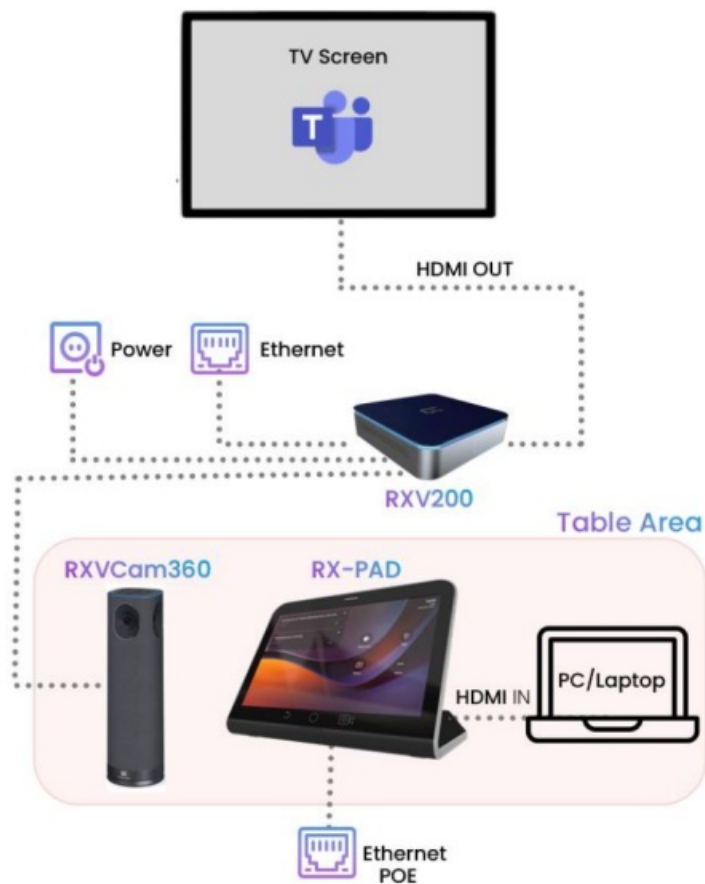 TV Screen
T
HDMI OUT
Power
Ethernet
RXV200
Table Area
RXVCam360
RX-PAD
PC/Laptop
HDMI IN
Ethernet
POE